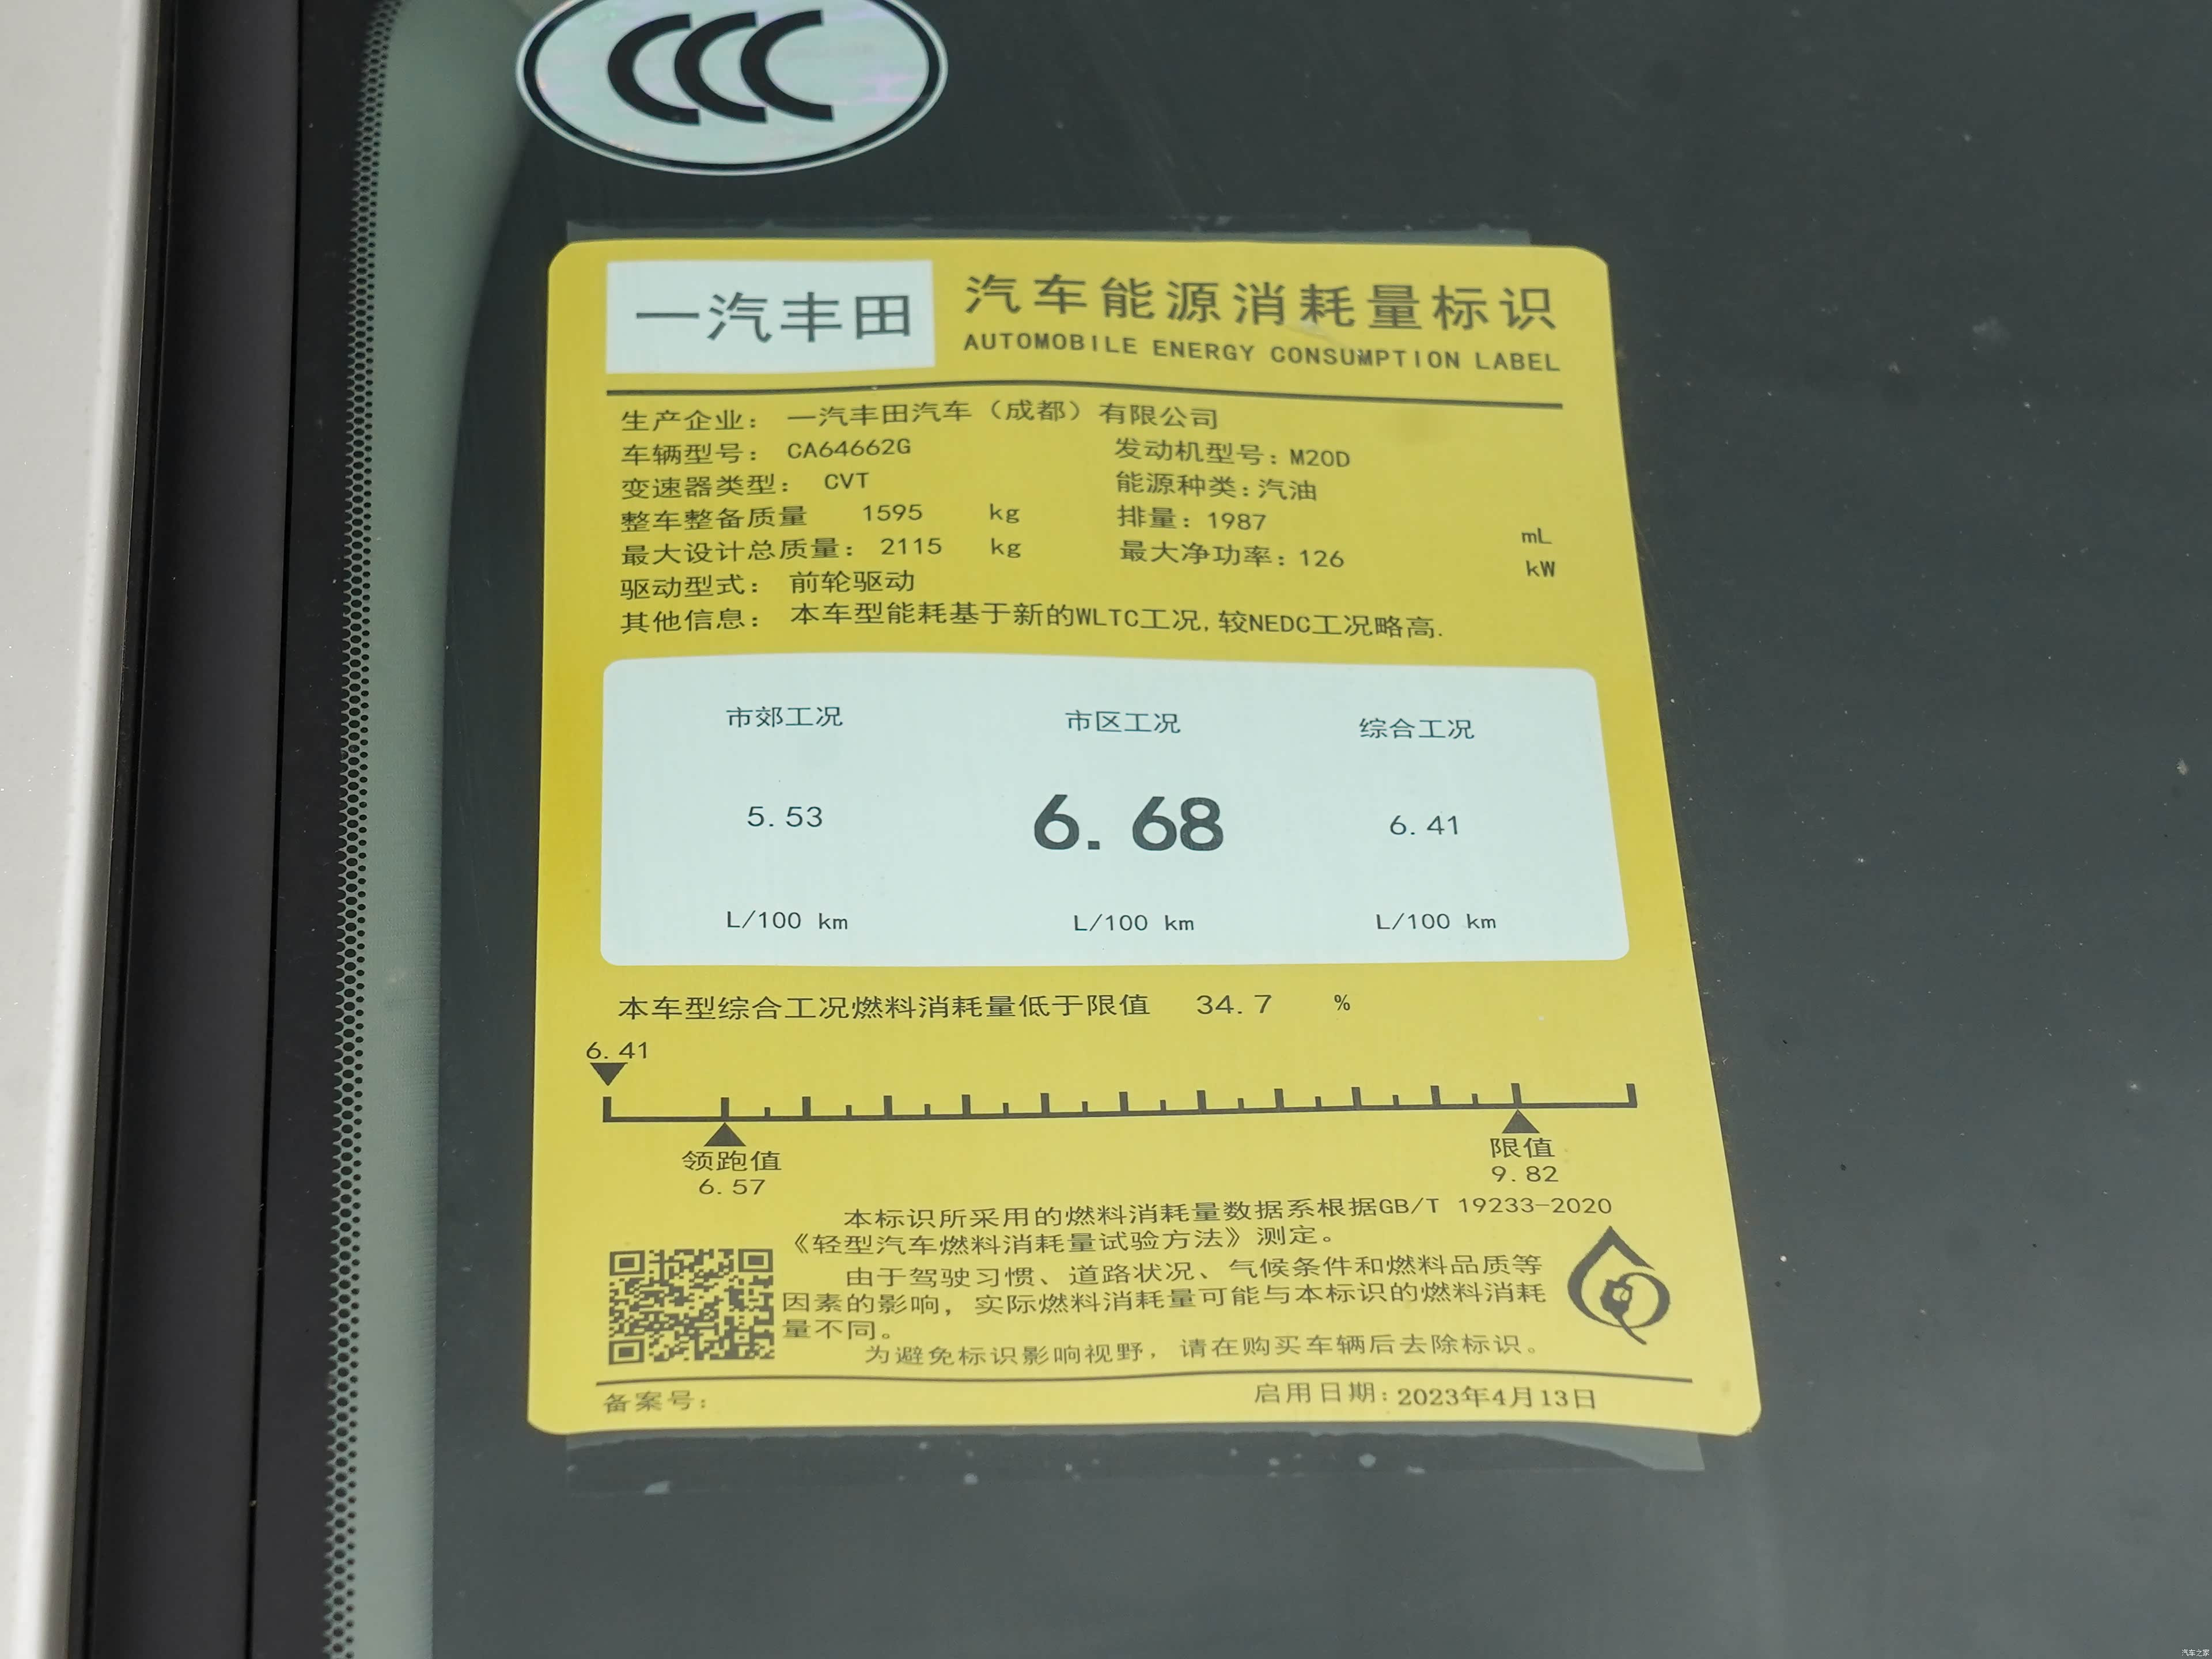 CCC
一汽丰田
汽车能源消耗量标识
AUTOMOBILE ENERGY CONSUMPTION LABEL
生产企业： 一汽丰田汽车（成都）有限公司
车辆型号： CA64662G 发动机型号：M20D
变速器类型： CVT 能源种类：汽油
整车整备质量 1595 kg 排量：1987 mL
最大设计总质量： 2115 kg 最大净功率：126 kW
驱动型式： 前轮驱动
其他信息： 本车型能耗基于新的WLTC工况,较NEDC工况略高.
市郊工况 市区工况 综合工况
5.53 6.68 6.41
L/100 km L/100 km L/100 km
本车型综合工况燃料消耗量低于限值 34.7 %
6.41
领跑值 限值
6.57 9.82
本标识所采用的燃料消耗量数据系根据GB/T 19233-2020
《轻型汽车燃料消耗量试验方法》测定。
由于驾驶习惯、道路状况、气候条件和燃料品质等
因素的影响，实际燃料消耗量可能与本标识的燃料消耗
量不同。
为避免标识影响视野，请在购买车辆后去除标识。
备案号： 启用日期：2023年4月13日
汽车之家